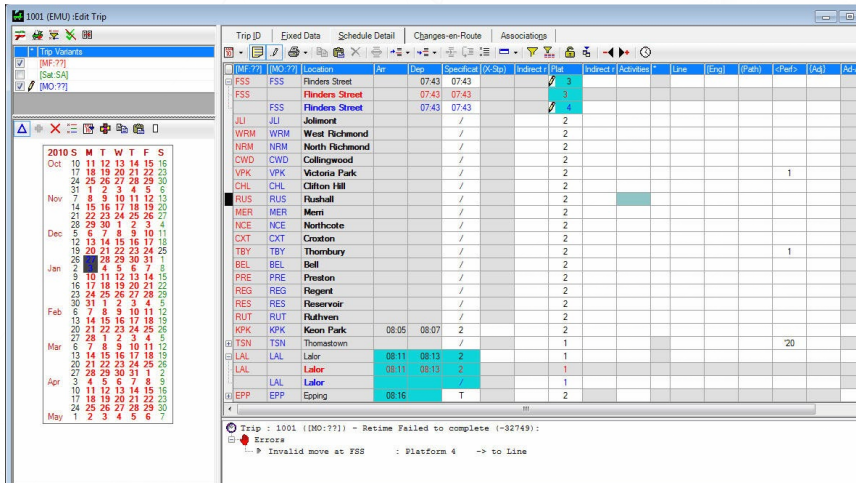 1001 (EMU) :Edit Trip
Trip ID Fixed Data Schedule Detail Changes-en-Route Associations
* Trip Variants
[MF:??]
[Sat:SA]
[MO:??]
2010 S M T W T F S
Oct 10 11 12 13 14 15 16
17 18 19 20 21 22 23
24 25 26 27 28 29 30
31 1 2 3 4 5 6
Nov 7 8 9 10 11 12 13
14 15 16 17 18 19 20
21 22 23 24 25 26 27
28 29 30 1 2 3 4
Dec 5 6 7 8 9 10 11
12 13 14 15 16 17 18
19 20 21 22 23 24 25
26 27 28 29 30 31 1
Jan 2 3 4 5 6 7 8
9 10 11 12 13 14 15
16 17 18 19 20 21 22
23 24 25 26 27 28 29
30 31 1 2 3 4 5
Feb 6 7 8 9 10 11 12
13 14 15 16 17 18 19
20 21 22 23 24 25 26
27 28 1 2 3 4 5
Mar 6 7 8 9 10 11 12
13 14 15 16 17 18 19
20 21 22 23 24 25 26
27 28 29 30 31 1 2
Apr 3 4 5 6 7 8 9
10 11 12 13 14 15 16
17 18 19 20 21 22 23
24 25 26 27 28 29 30
May 1 2 3 4 5 6 7
[MF:??] [MO:??] Location Arr Dep Specificat (X-Stp) Indirect r Plat Indirect r Activities * Line [Eng] (Path) <Perf> {Adj}
FSS FSS Flinders Street 07:43 07:43 3
FSS Flinders Street 07:43 07:43 3
FSS Flinders Street 07:43 07:43 4
JLI JLI Jolimont / 2
WRM WRM West Richmond / 2
NRM NRM North Richmond / 2
CWD CWD Collingwood / 2
VPK VPK Victoria Park / 2 1
CHL CHL Clifton Hill / 2
RUS RUS Rushall / 2
MER MER Merri / 2
NCE NCE Northcote / 2
CXT CXT Croxton / 2
TBY TBY Thornbury / 2 1
BEL BEL Bell / 2
PRE PRE Preston / 2
REG REG Regent / 2
RES RES Reservoir / 2
RUT RUT Ruthven / 2
KPK KPK Keon Park 08:05 08:07 2 2
TSN TSN Thomastown / 1 '20
LAL LAL Lalor 08:11 08:13 2 1
LAL Lalor 08:11 08:13 2 1
LAL Lalor / 1
EPP EPP Epping 08:16 T 2
Trip : 1001 ([MO:??]) - Retime Failed to complete (-32749):
Errors
Invalid move at FSS : Platform 4 -> to Line